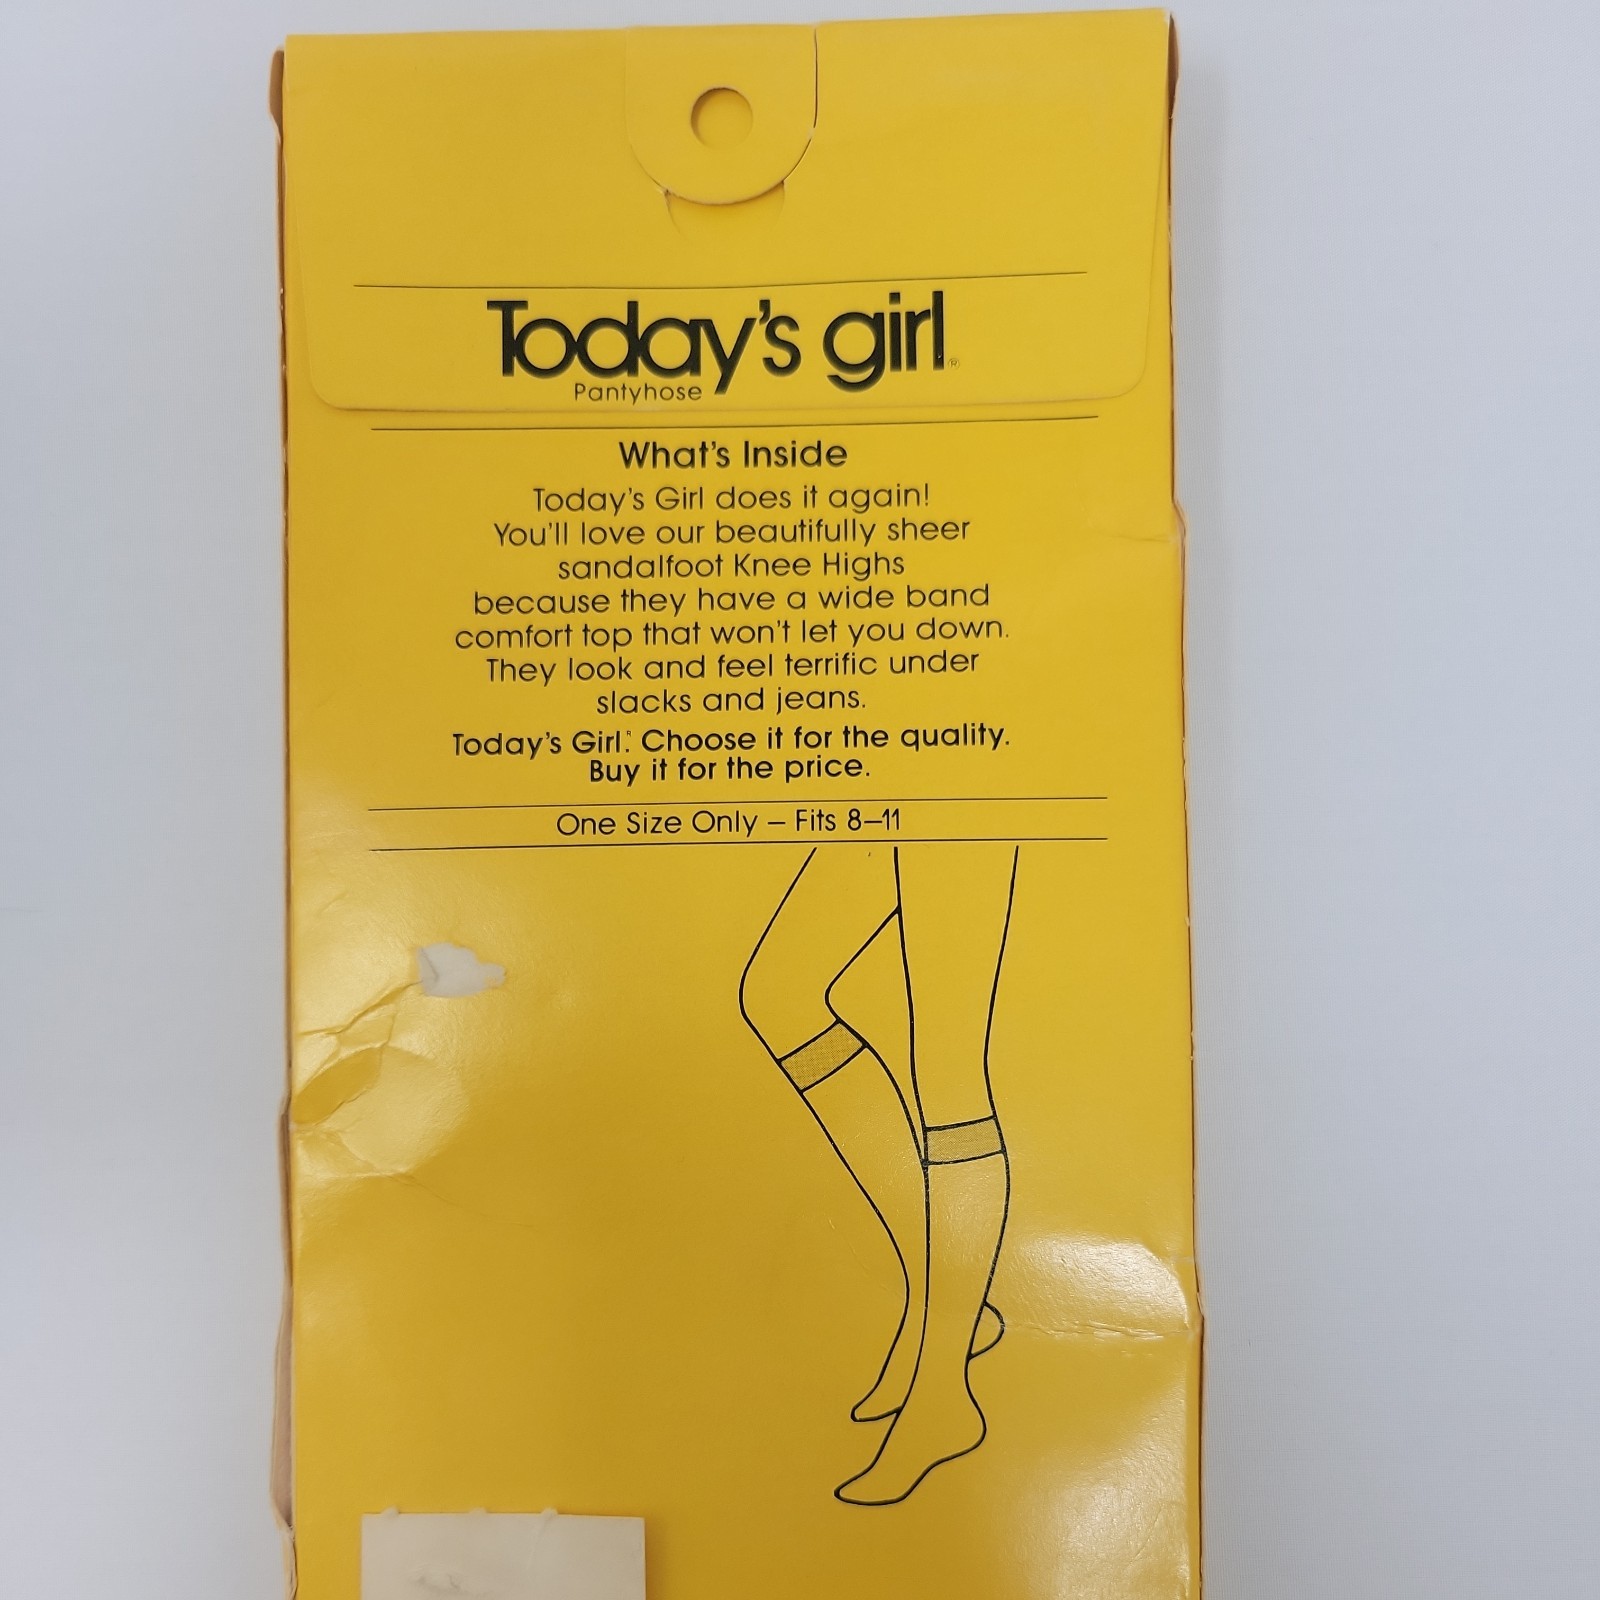 Today's girl®
Pantyhose
What's Inside
Today's Girl does it again!
You'll love our beautifully sheer
sandalfoot Knee Highs
because they have a wide band
comfort top that won't let you down.
They look and feel terrific under
slacks and jeans.
Today's Girl.® Choose it for the quality.
Buy it for the price.
One Size Only – Fits 8–11